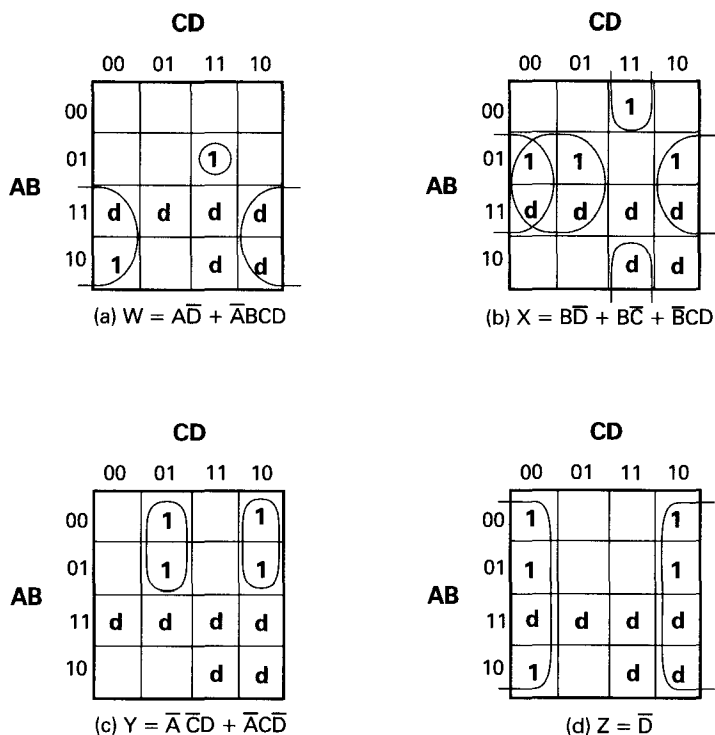 CD
00 01 11 10
00 1
01 1
AB
11 d d d d
10 1 d d
(a) W = AD̅ + A̅BCD
CD
00 01 11 10
00 1
01 1 1 1
AB
11 d d d d
10 d d
(b) X = BD̅ + BC̅ + B̅CD
CD
00 01 11 10
00 1 1
01 1 1
AB
11 d d d d
10 d d
(c) Y = A̅ C̅D + A̅CD̅
CD
00 01 11 10
00 1 1
01 1 1
AB
11 d d d d
10 1 d d
(d) Z = D̅